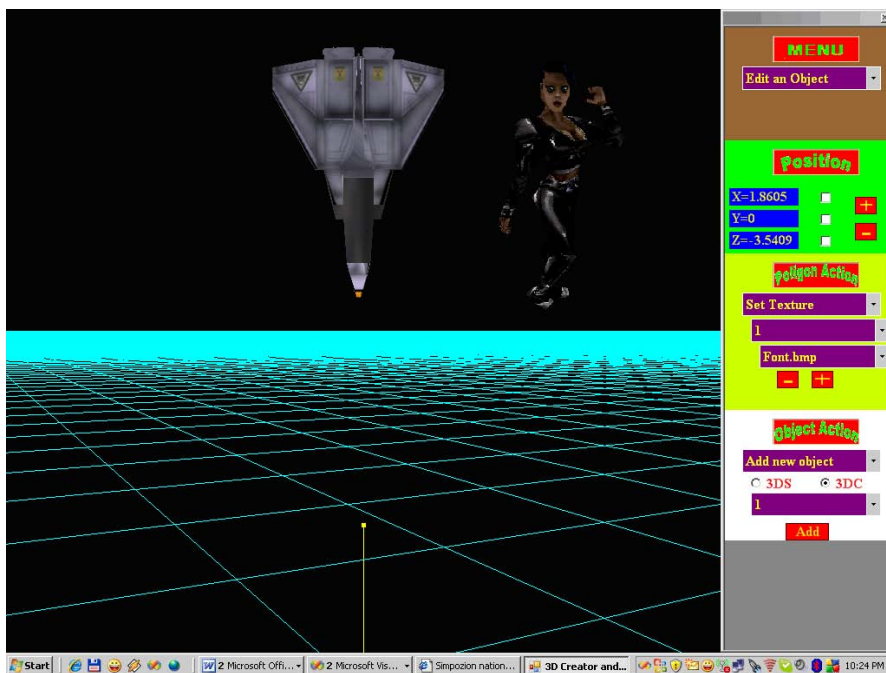 MENU
Edit an Object
Position
X=1.8605
Y=0
Z=-3.5409
+
-
Poligon Action
Set Texture
1
Font.bmp
- +
Object Action
Add new object
3DS 3DC
1
Add
Start 2 Microsoft Offi... 2 Microsoft Vis... Simpozion nation... 3D Creator and... 10:24 PM